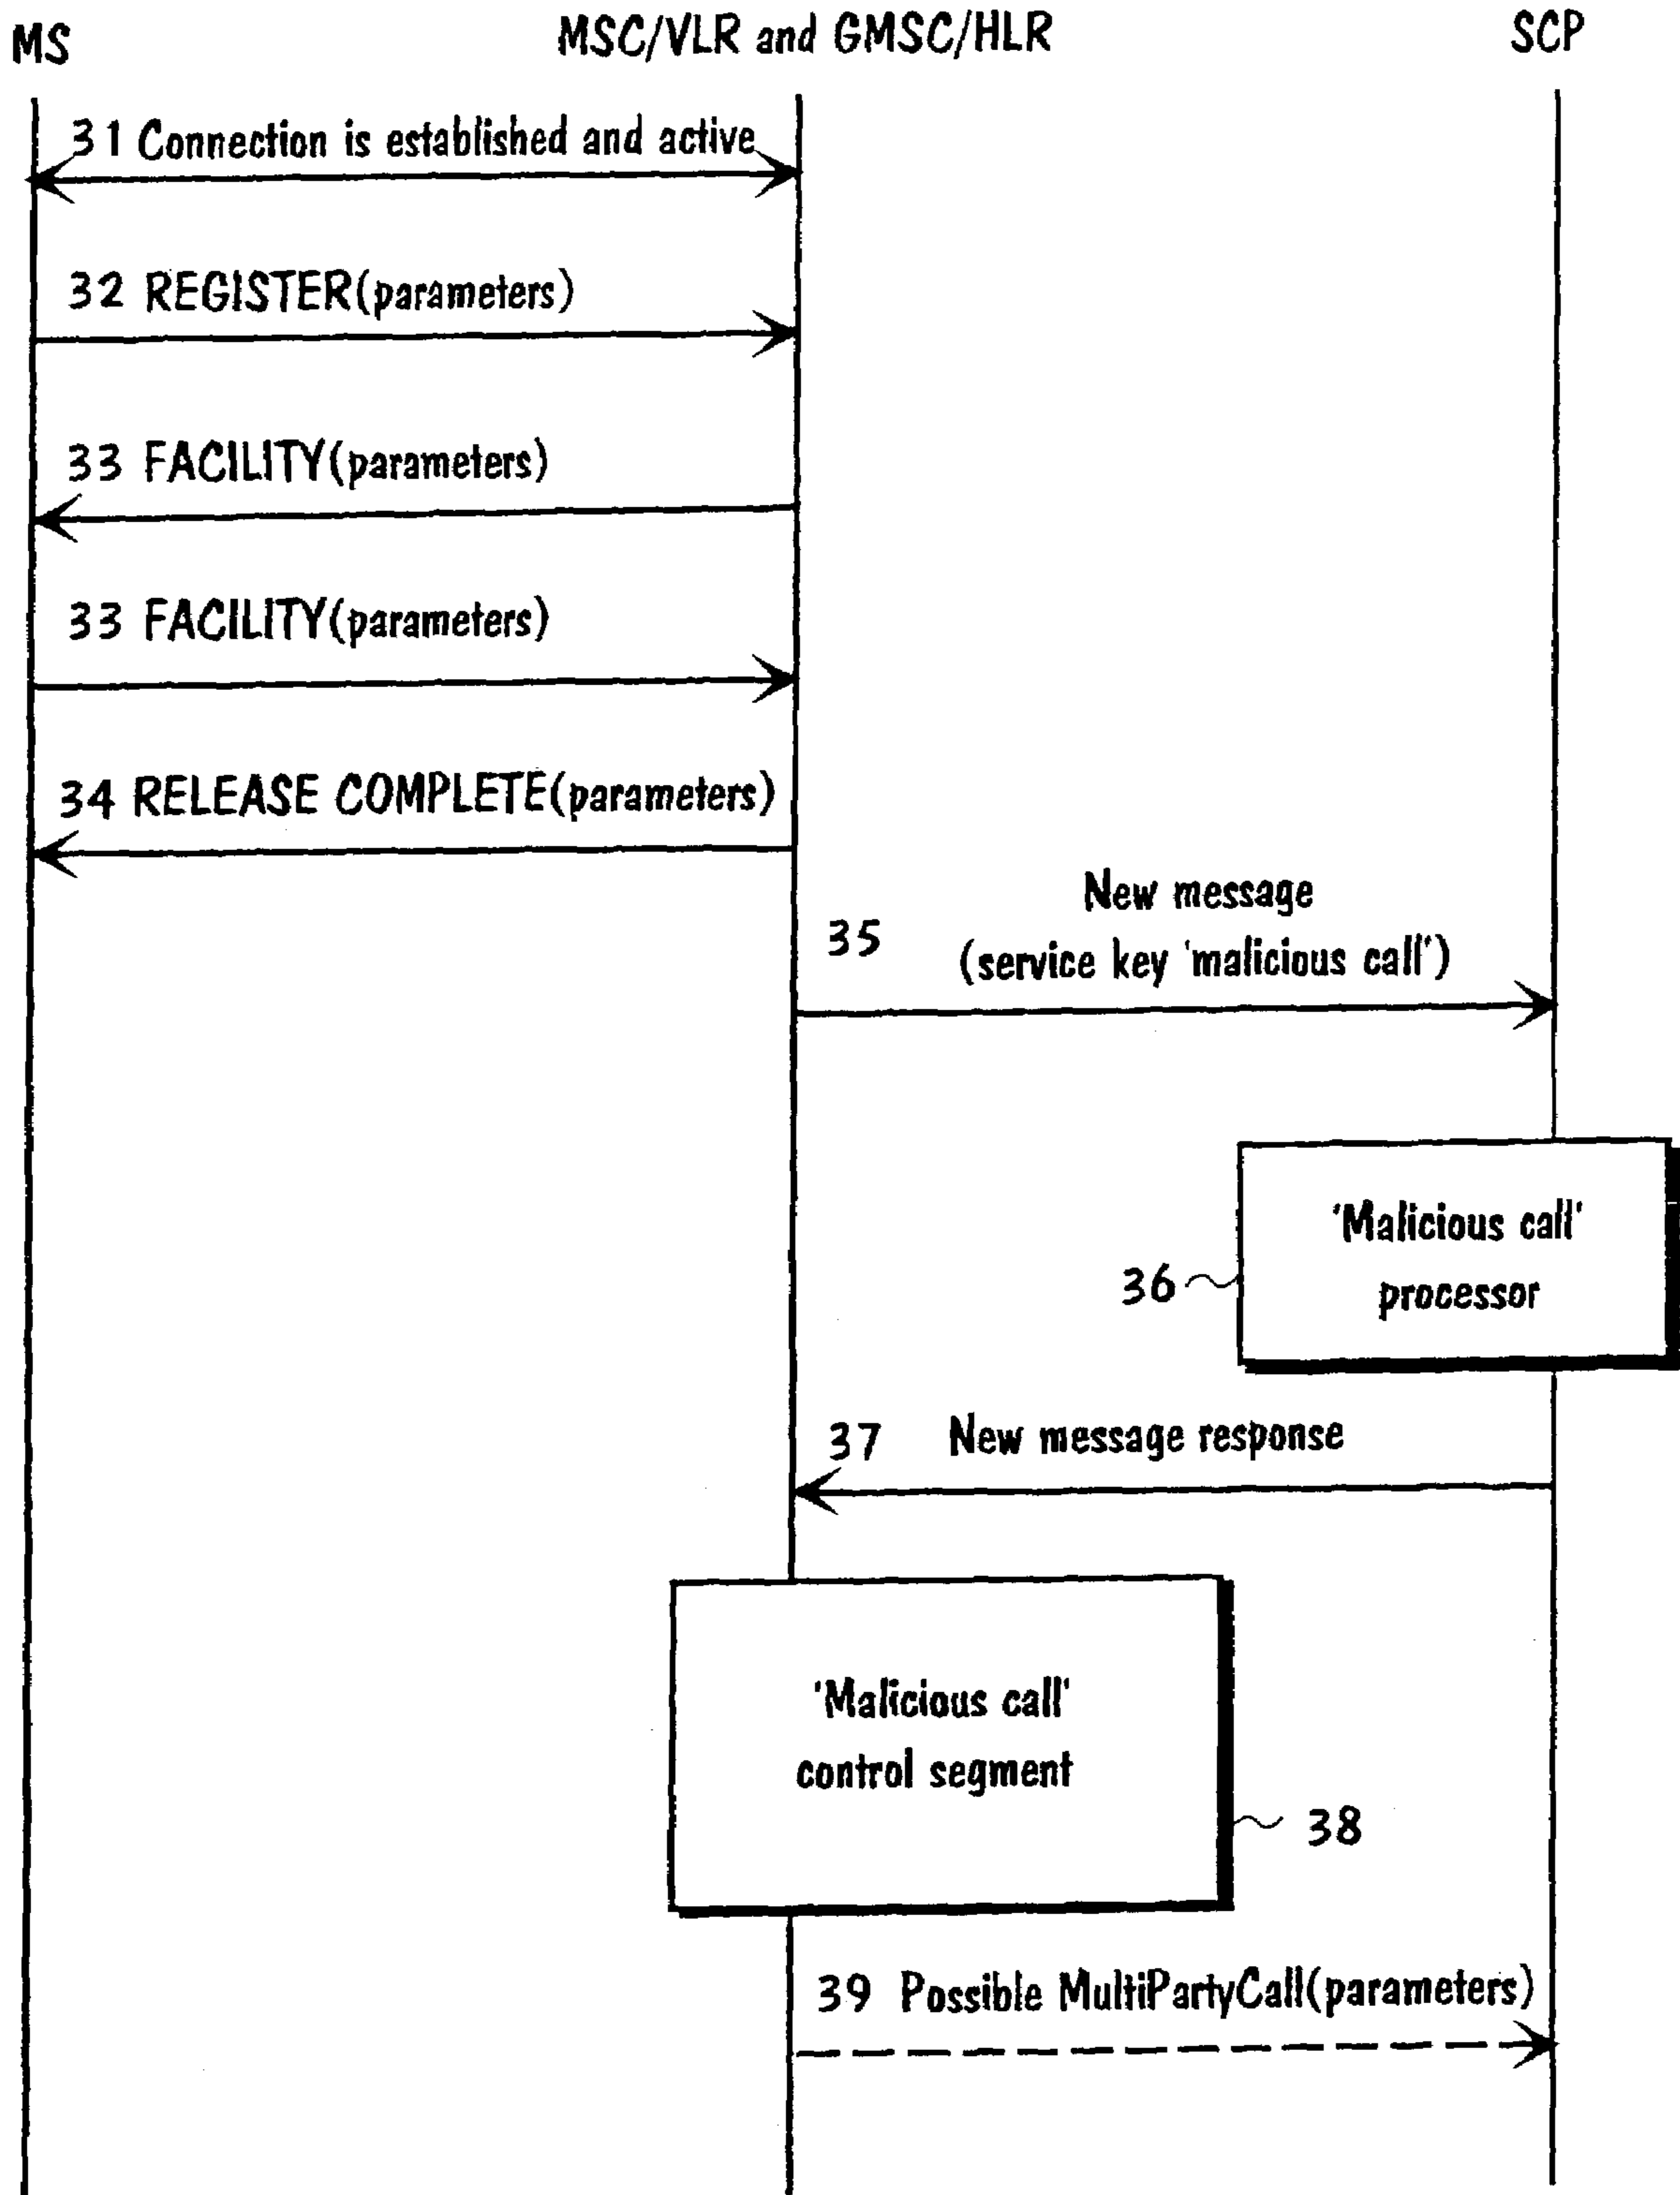 MS
MSC/VLR and GMSC/HLR
SCP
31 Connection is established and active
32 REGISTER(parameters)
33 FACILITY(parameters)
33 FACILITY(parameters)
34 RELEASE COMPLETE(parameters)
35
New message
(service key 'malicious call')
'Malicious call'
processor
36
37 New message response
'Malicious call'
control segment
38
39 Possible MultiPartyCall(parameters)